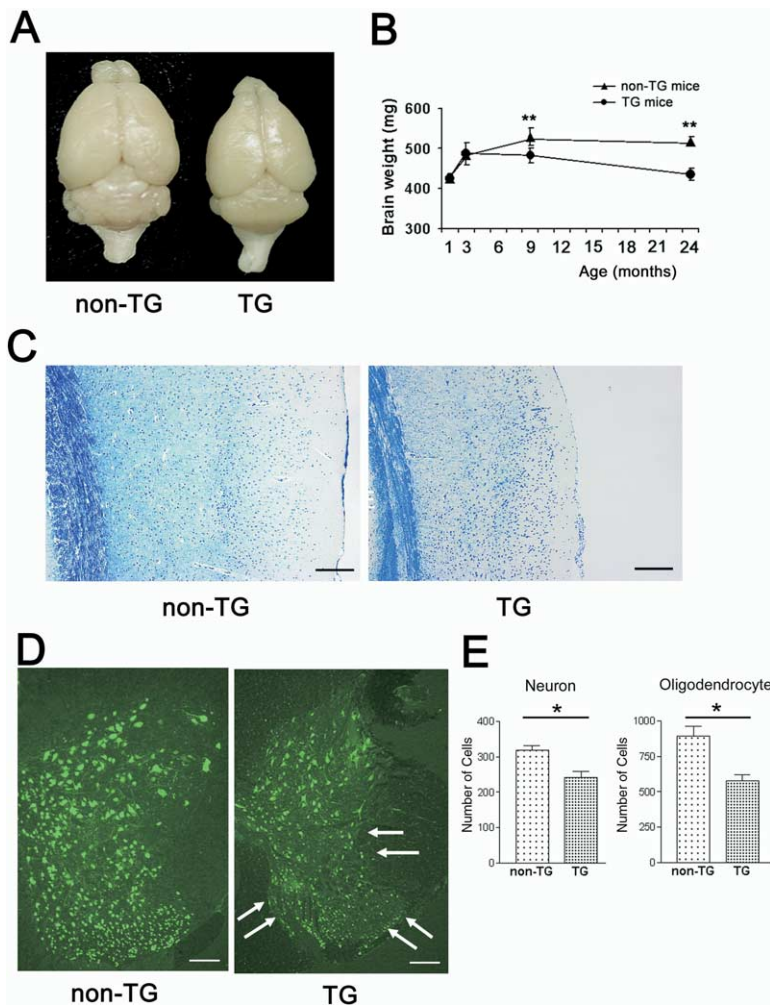 A
non-TG
TG
B
non-TG mice
TG mice
Brain weight (mg)
600
500
400
300
**
**
1 3 6 9 12 15 18 21 24
Age (months)
C
non-TG
TG
D
non-TG
TG
E
Neuron
*
Number of Cells
400
300
200
100
0
non-TG TG
Oligodendrocyte
*
Number of Cells
1000
750
500
250
0
non-TG TG